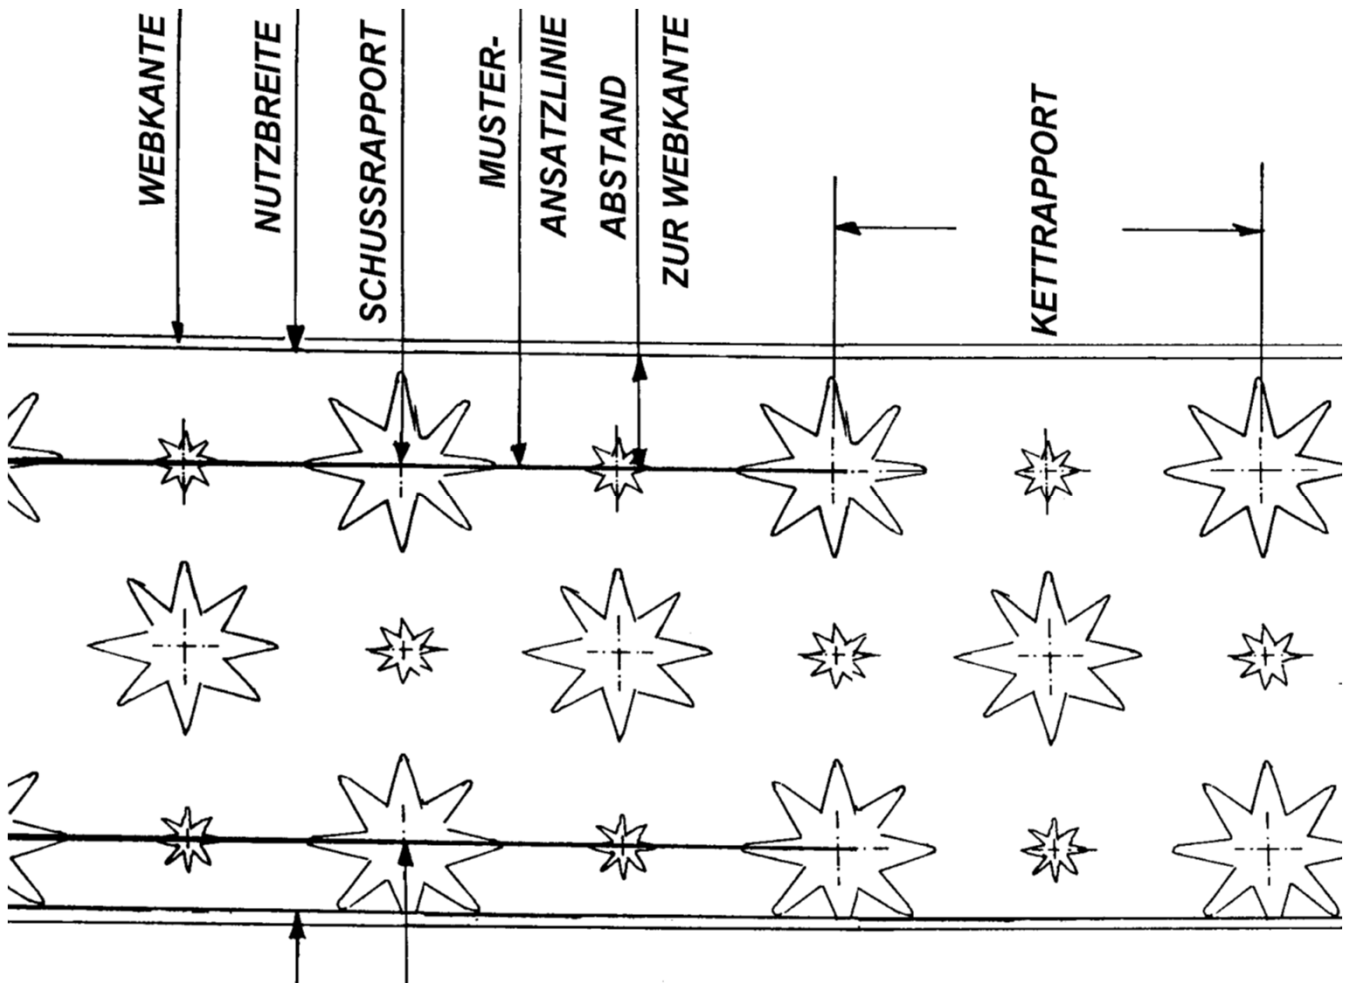 WEBKANTE
NUTZBREITE
SCHUSSRAPPORT
MUSTER-
ANSATZLINIE
ABSTAND
ZUR WEBKANTE
KETTRAPPORT